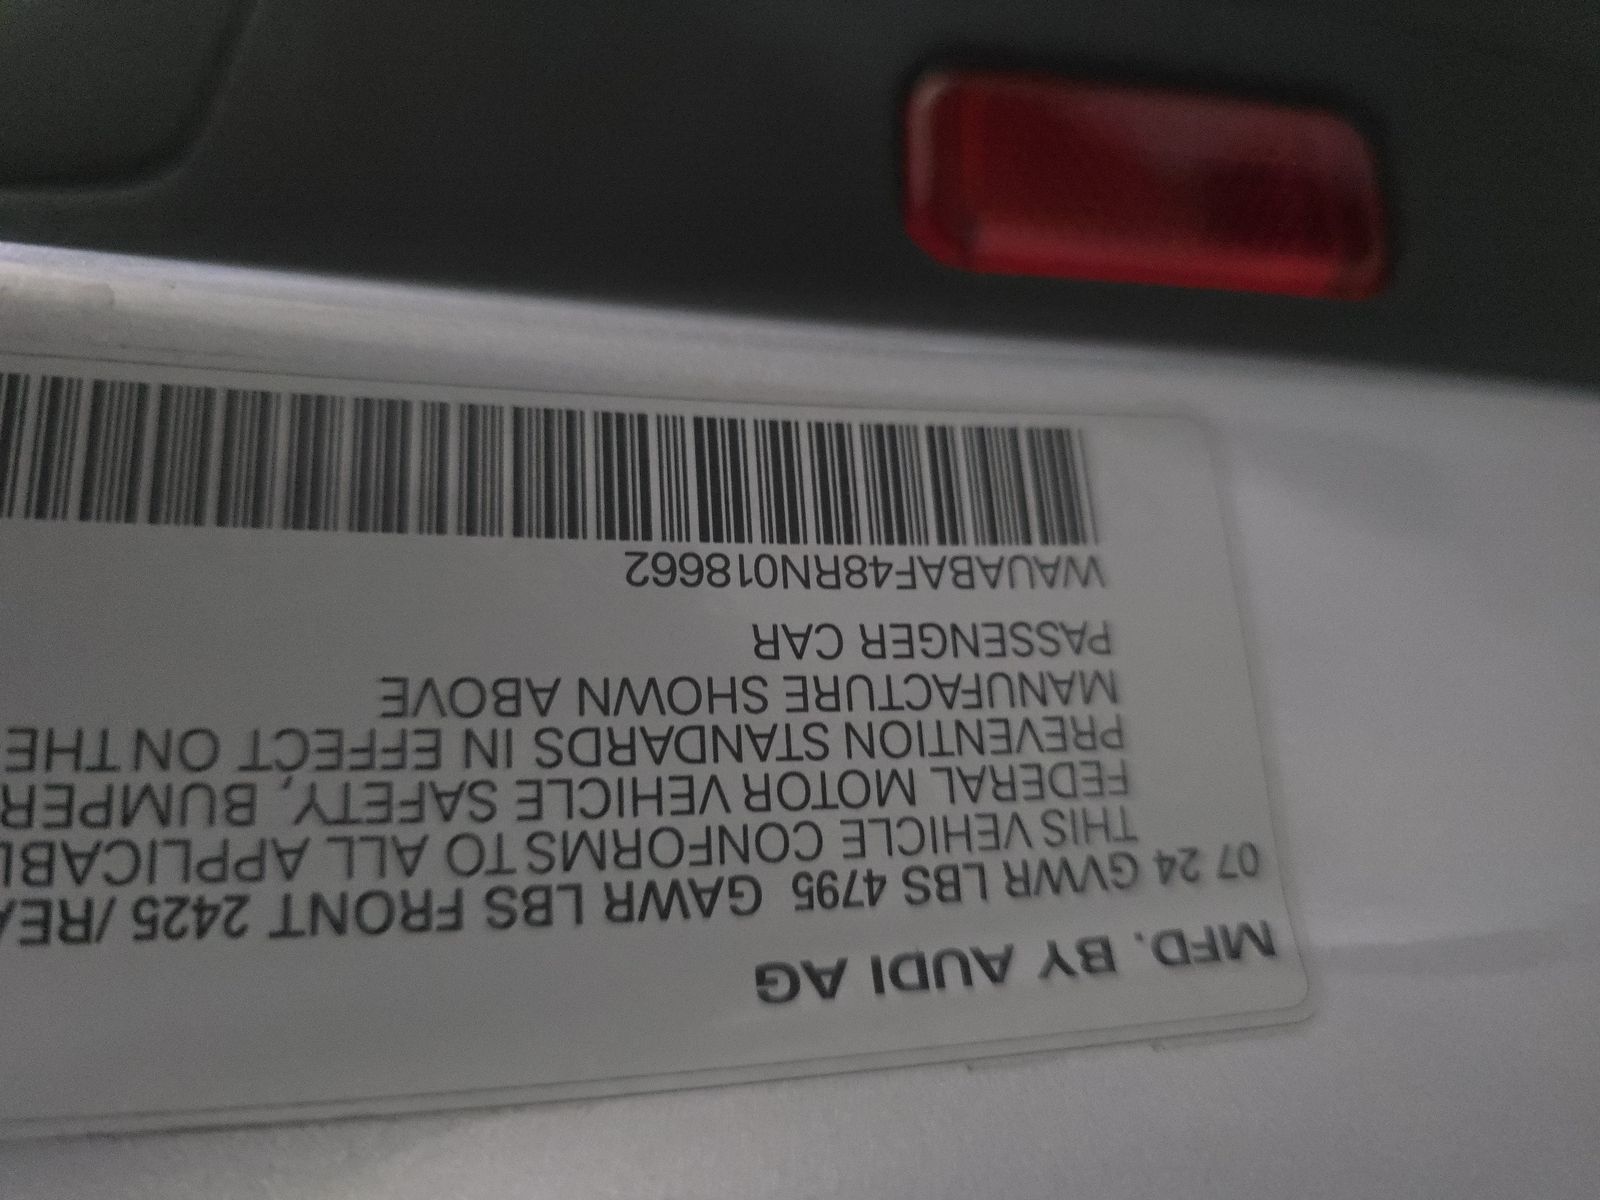 MFD. BY AUDI AG
07 24 GVWR LBS 4795 GAWR LBS FRONT 2425 /REA
THIS VEHICLE CONFORMS TO ALL APPLICABL
FEDERAL MOTOR VEHICLE SAFETY, BUMPER
PREVENTION STANDARDS IN EFFECT ON THE
MANUFACTURE SHOWN ABOVE
PASSENGER CAR
WAUABAF48RN018662